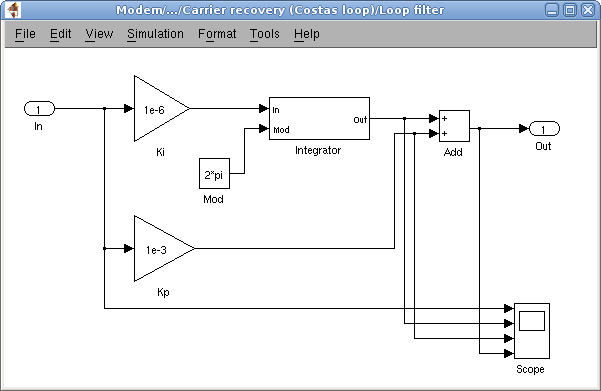 Modem/.../Carrier recovery (Costas loop)/Loop filter
File Edit View Simulation Format Tools Help
1
In
1e-6
Ki
In
Mod
Out
Integrator
2*pi
Mod
+
+
Add
1
Out
1e-3
Kp
Scope